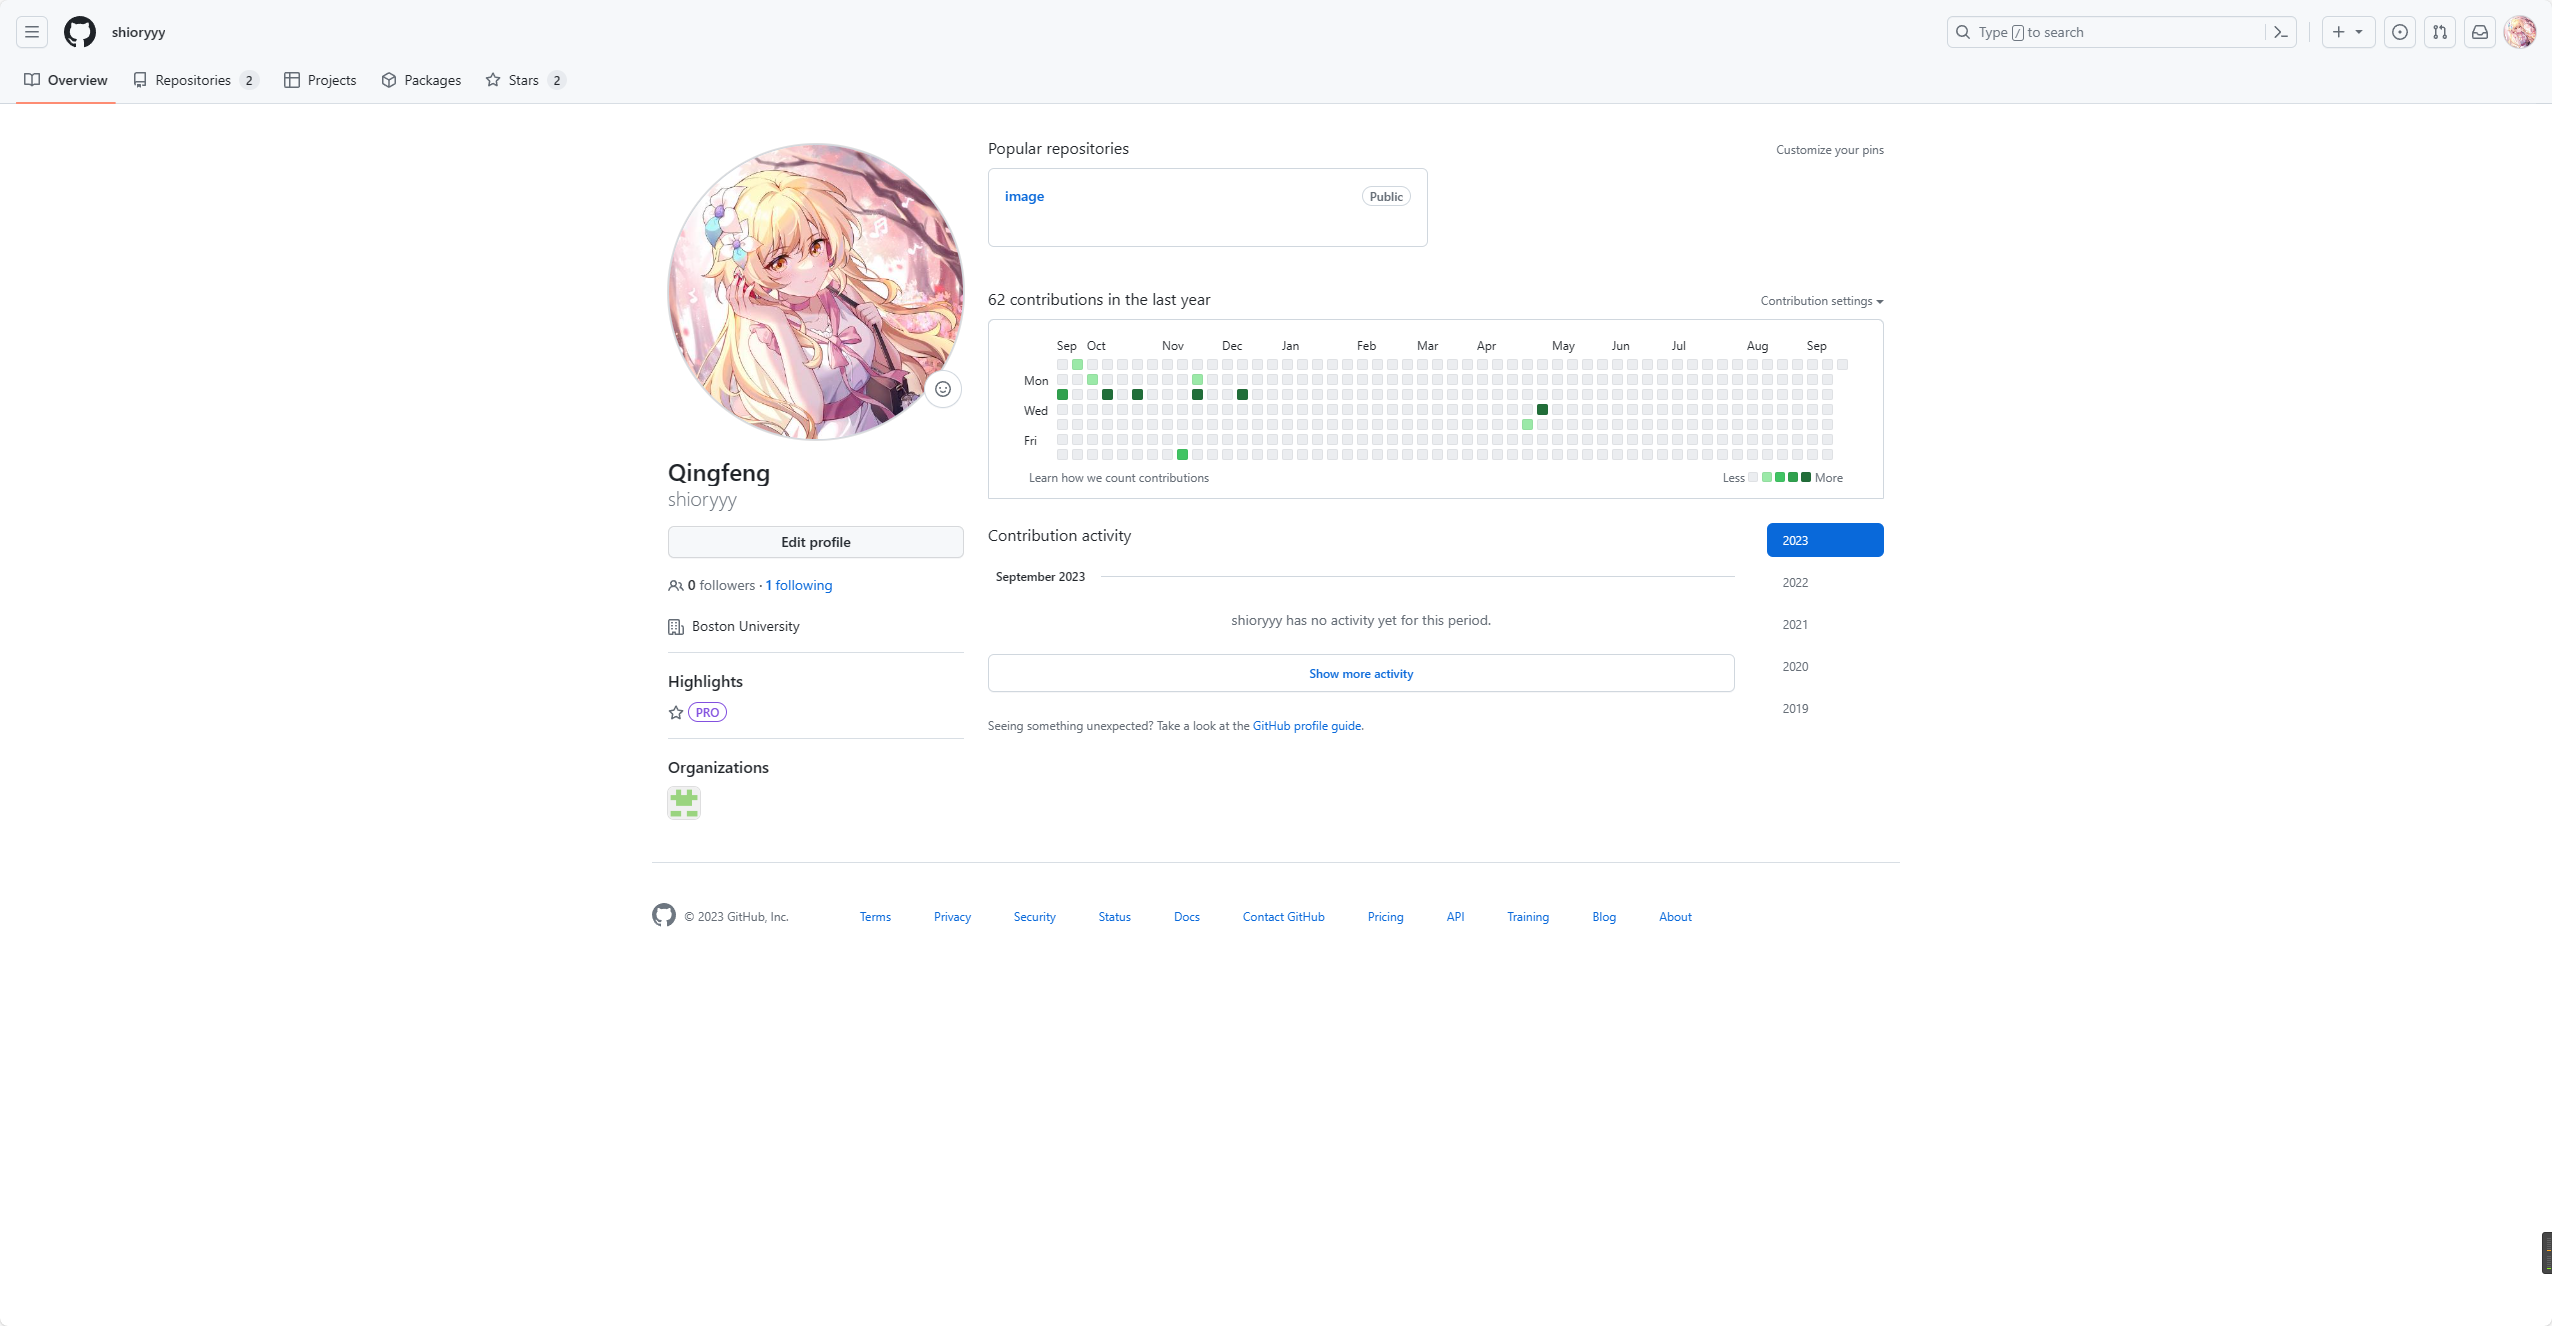 shioryyy
Type / to search
Overview
Repositories 2
Projects
Packages
Stars 2
Qingfeng
shioryyy
Edit profile
0 followers · 1 following
Boston University
Highlights
PRO
Organizations
Popular repositories
Customize your pins
image
Public
62 contributions in the last year
Contribution settings
Sep Oct Nov Dec Jan Feb Mar Apr May Jun Jul Aug Sep
Mon
Wed
Fri
Learn how we count contributions
Less More
Contribution activity
2023
2022
2021
2020
2019
September 2023
shioryyy has no activity yet for this period.
Show more activity
Seeing something unexpected? Take a look at the GitHub profile guide.
© 2023 GitHub, Inc. Terms Privacy Security Status Docs Contact GitHub Pricing API Training Blog About